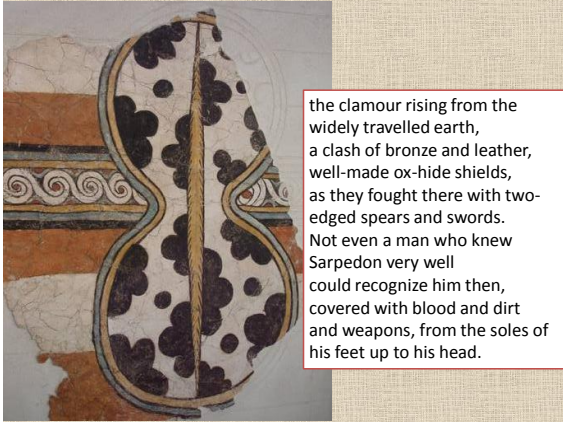 the clamour rising from the
widely travelled earth,
a clash of bronze and leather,
well-made ox-hide shields,
as they fought there with two-
edged spears and swords.
Not even a man who knew
Sarpedon very well
could recognize him then,
covered with blood and dirt
and weapons, from the soles of
his feet up to his head.